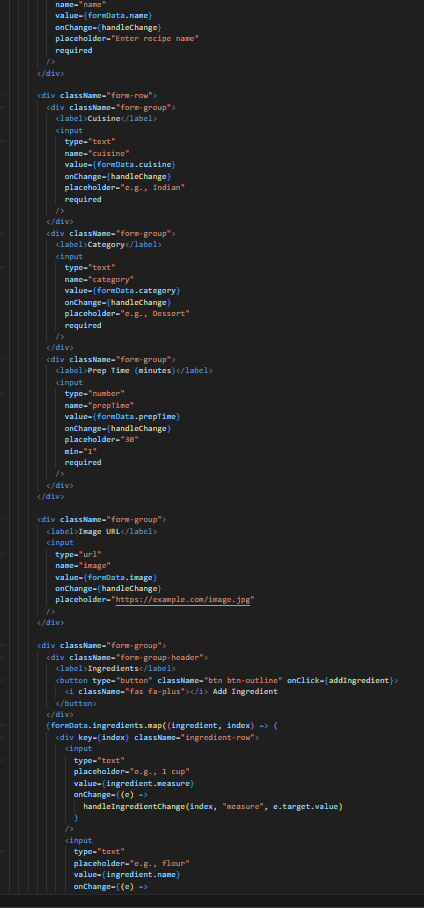 name="name"
value={formData.name}
onChange={handleChange}
placeholder="Enter recipe name"
required
/>
</div>
<div className="form-row">
<div className="form-group">
<label>Cuisine</label>
<input
type="text"
name="cuisine"
value={formData.cuisine}
onChange={handleChange}
placeholder="e.g., Indian"
required
/>
</div>
<div className="form-group">
<label>Category</label>
<input
type="text"
name="category"
value={formData.category}
onChange={handleChange}
placeholder="e.g., Dessert"
required
/>
</div>
<div className="form-group">
<label>Prep Time (minutes)</label>
<input
type="number"
name="prepTime"
value={formData.prepTime}
onChange={handleChange}
placeholder="30"
min="1"
required
/>
</div>
</div>
<div className="form-group">
<label>Image URL</label>
<input
type="url"
name="image"
value={formData.image}
onChange={handleChange}
placeholder="https://example.com/image.jpg"
/>
</div>
<div className="form-group">
<div className="form-group-header">
<label>Ingredients</label>
<button type="button" className="btn btn-outline" onClick={addIngredient}>
<i className="fas fa-plus"></i> Add Ingredient
</button>
</div>
{formData.ingredients.map((ingredient, index) => (
<div key={index} className="ingredient-row">
<input
type="text"
placeholder="e.g., 1 cup"
value={ingredient.measure}
onChange={(e) =>
handleIngredientChange(index, "measure", e.target.value)
}
/>
<input
type="text"
placeholder="e.g., flour"
value={ingredient.name}
onChange={(e) =>